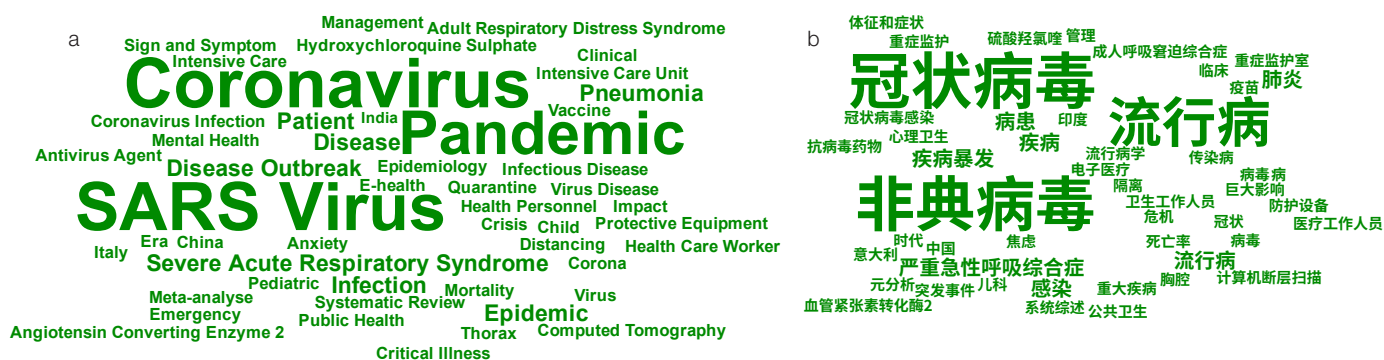 a
Management
Adult Respiratory Distress Syndrome
Sign and Symptom
Hydroxychloroquine Sulphate
Clinical
Intensive Care
Coronavirus
Intensive Care Unit
Pneumonia
Vaccine
Coronavirus Infection
Patient
India
Pandemic
Mental Health
Disease
Antivirus Agent
Disease Outbreak
Epidemiology
Infectious Disease
E-health
Quarantine
Virus Disease
SARS Virus
Health Personnel
Impact
Crisis
Child
Protective Equipment
Italy
Era
China
Anxiety
Distancing
Health Care Worker
Severe Acute Respiratory Syndrome
Corona
Pediatric
Infection
Mortality
Meta-analyse
Systematic Review
Virus
Emergency
Public Health
Epidemic
Angiotensin Converting Enzyme 2
Thorax
Computed Tomography
Critical Illness
b
体征和症状
重症监护
硫酸羟氯喹
管理
成人呼吸窘迫综合症
重症监护室
临床
冠状病毒
疫苗
肺炎
冠状病毒感染
病患
印度
流行病
抗病毒药物
心理卫生
疾病
疾病暴发
流行病学
传染病
电子医疗
病毒病
隔离
巨大影响
非典病毒
卫生工作人员
防护设备
危机
冠状
医疗工作人员
时代
中国
焦虑
死亡率
病毒
意大利
严重急性呼吸综合症
流行病
元分析
突发事件
儿科
感染
重大疾病
胸腔
计算机断层扫描
血管紧张素转化酶2
系统综述
公共卫生